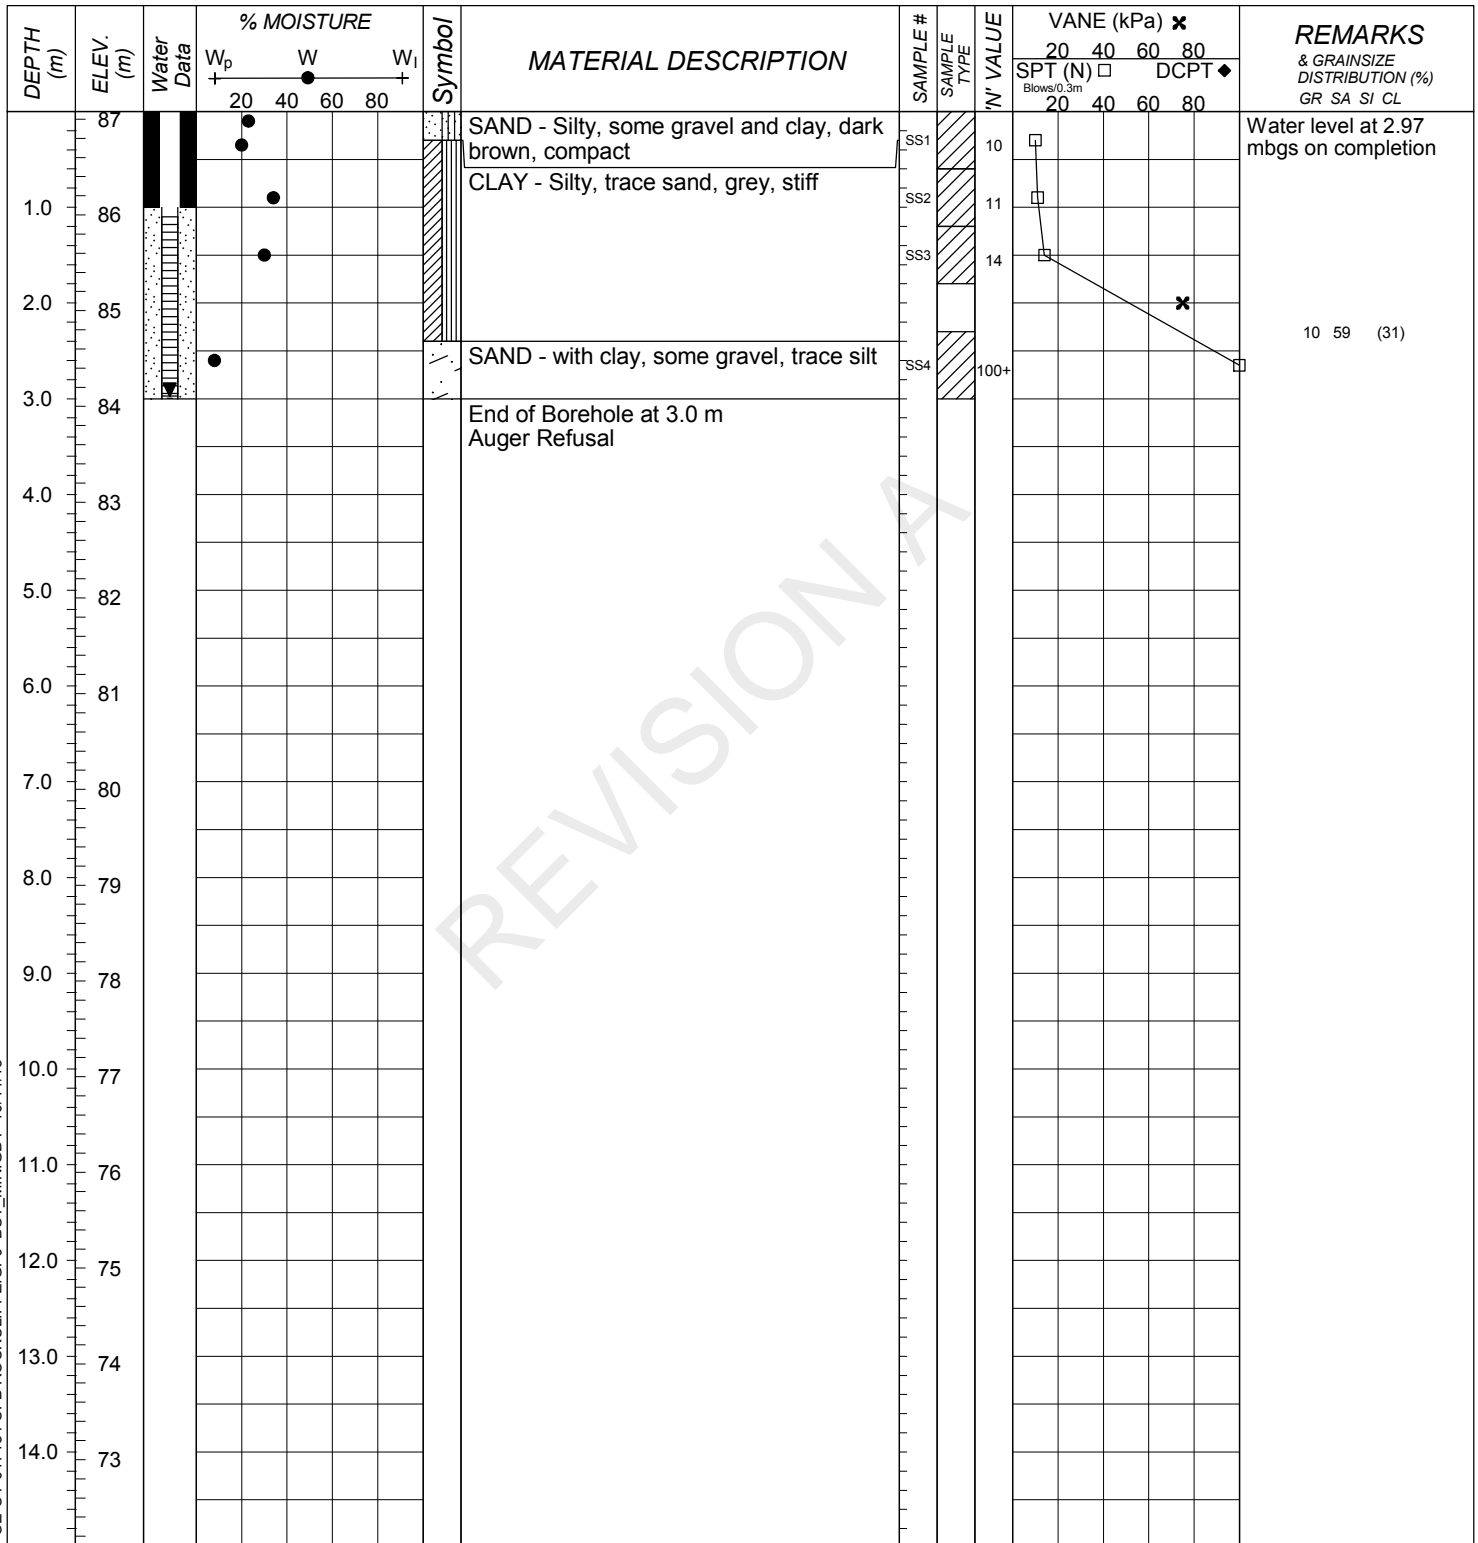 DEPTH (m)
ELEV. (m)
Water Data
% MOISTURE
Wp W Wl
20 40 60 80
Symbol
MATERIAL DESCRIPTION
SAMPLE #
SAMPLE TYPE
'N' VALUE
VANE (kPa)
20 40 60 80
SPT (N) DCPT
Blows/0.3m
20 40 60 80
REMARKS
& GRAINSIZE
DISTRIBUTION (%)
GR SA SI CL
87
SAND - Silty, some gravel and clay, dark
brown, compact
SS1
10
Water level at 2.97
mbgs on completion
CLAY - Silty, trace sand, grey, stiff
SS2
11
1.0
86
SS3
14
2.0
85
10 59 (31)
SAND - with clay, some gravel, trace silt
SS4
100+
3.0
84
End of Borehole at 3.0 m
Auger Refusal
4.0
83
5.0
82
6.0
81
7.0
80
8.0
79
9.0
78
10.0
77
11.0
76
12.0
75
13.0
74
14.0
73
REVISION A